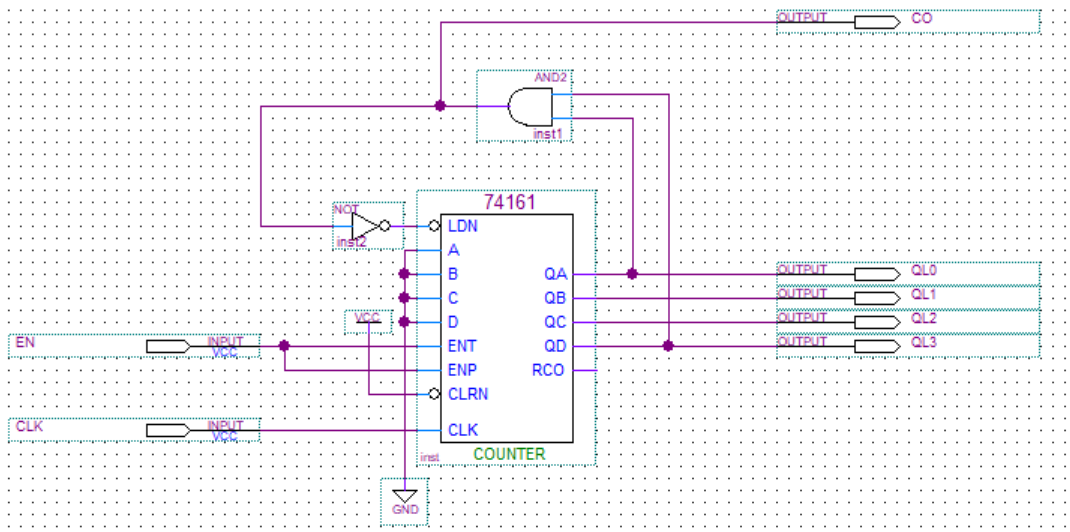 OUTPUT CO
AND2
inst1
74161
NOT
inst2
LDN
A
B QA OUTPUT QL0
C QB OUTPUT QL1
VCC
D QC OUTPUT QL2
EN INPUT VCC ENT QD OUTPUT QL3
ENP RCO
CLRN
CLK INPUT VCC CLK
inst COUNTER
GND